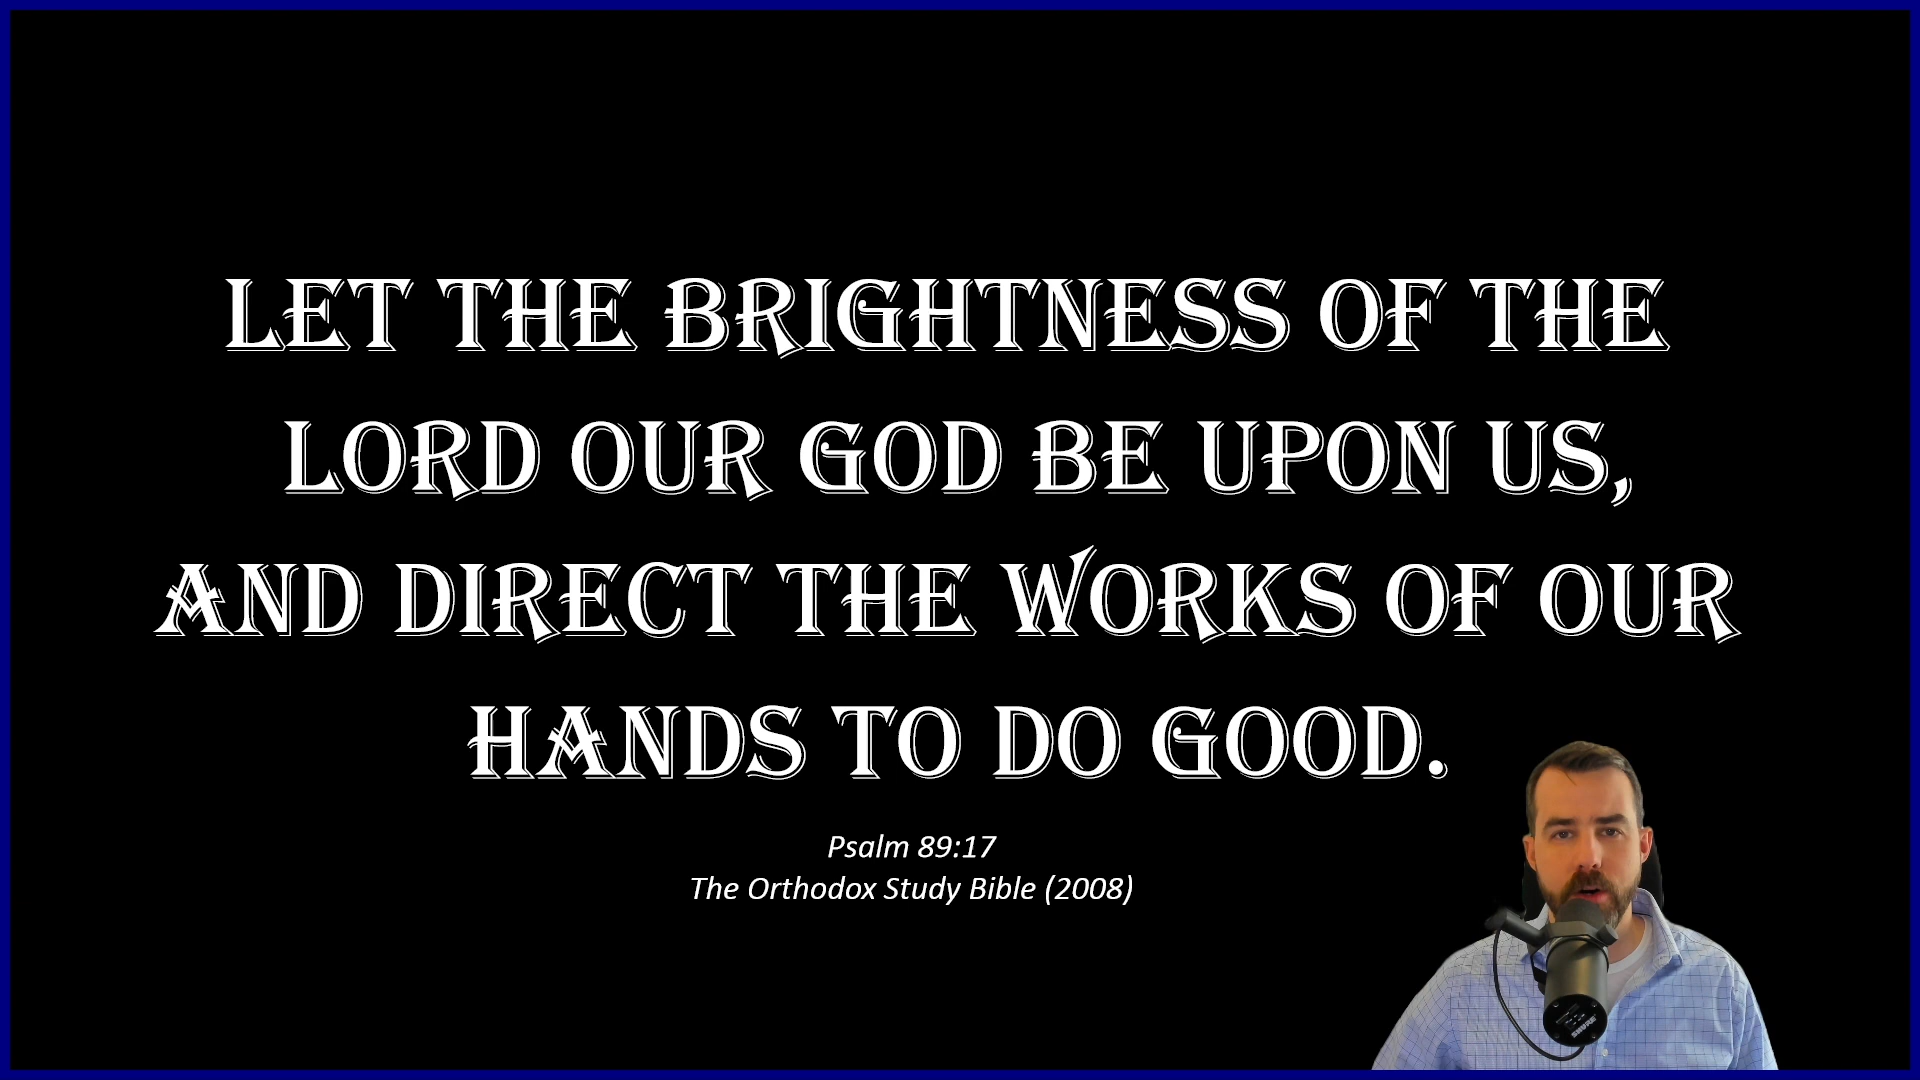 LET THE BRIGHTNESS OF THE
LORD OUR GOD BE UPON US,
AND DIRECT THE WORKS OF OUR
HANDS TO DO GOOD.
Psalm 89:17
The Orthodox Study Bible (2008)
SHURE